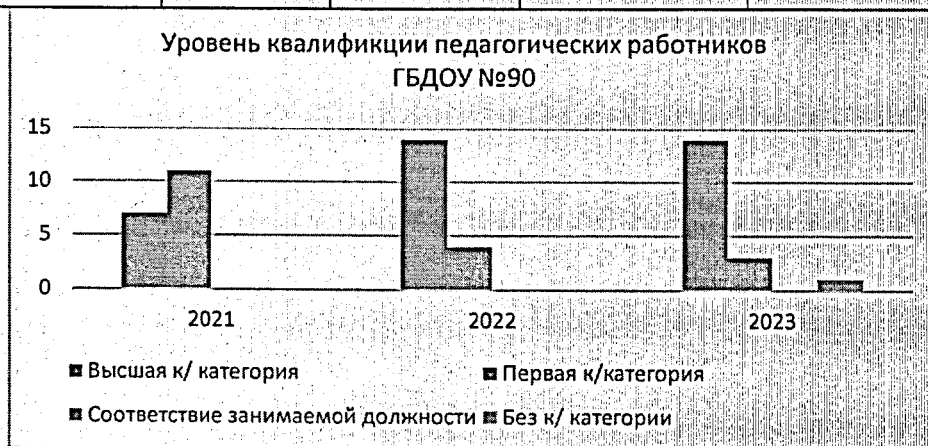 Уровень квалификции педагогических работников
ГБДОУ №90
15
10
5
0
2021
2022
2023
Высшая к/ категория
Первая к/категория
Соответствие занимаемой должности
Без к/ категории